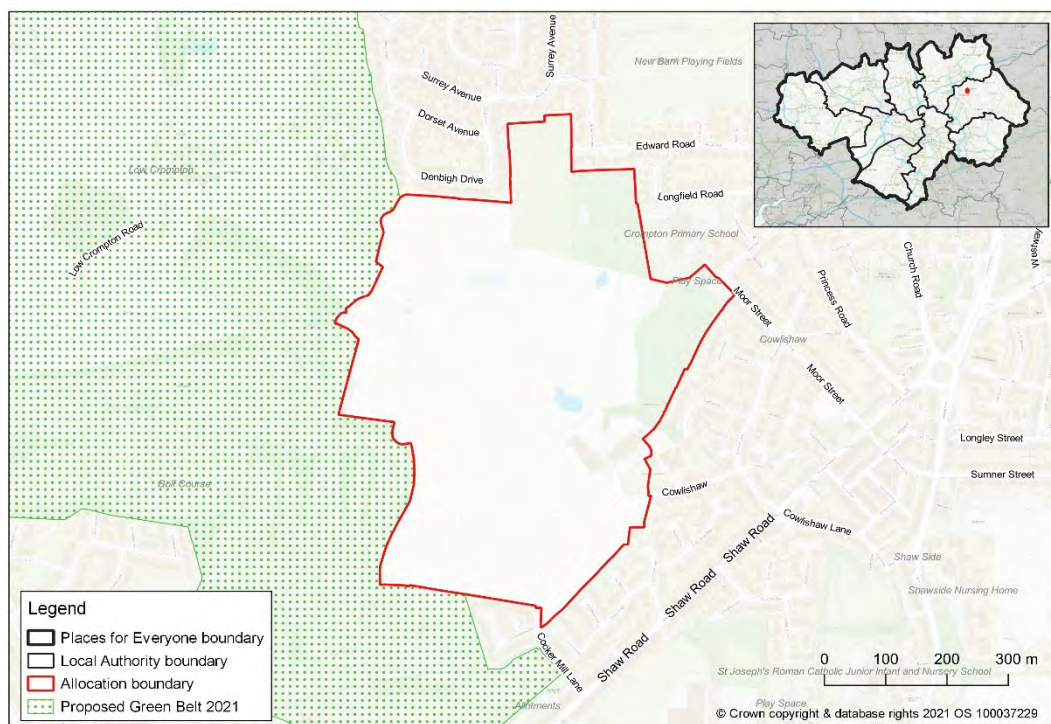 Surrey Avenue
Surrey Avenue
New Barn Playing Fields
Dorset Avenue
Edward Road
Low Crompton
Denbigh Drive
Longfield Road
Low Crompton Road
Crompton Primary School
Church Road
Westway
Play Space
Princess Road
Moor Street
Cowlishaw
Moor Street
Longley Street
Golf Course
Sumner Street
Cowlishaw
Shaw Road
Cowlishaw Lane
Shaw Road
Shaw Side
Shawside Nursing Home
Legend
Places for Everyone boundary
Local Authority boundary
Allocation boundary
Proposed Green Belt 2021
Cocker Mill Lane
Shaw Road
0 100 200 300 m
St Joseph's Roman Catholic Junior Infant and Nursery School
Allotments
Play Space
© Crown copyright & database rights 2021 OS 100037229